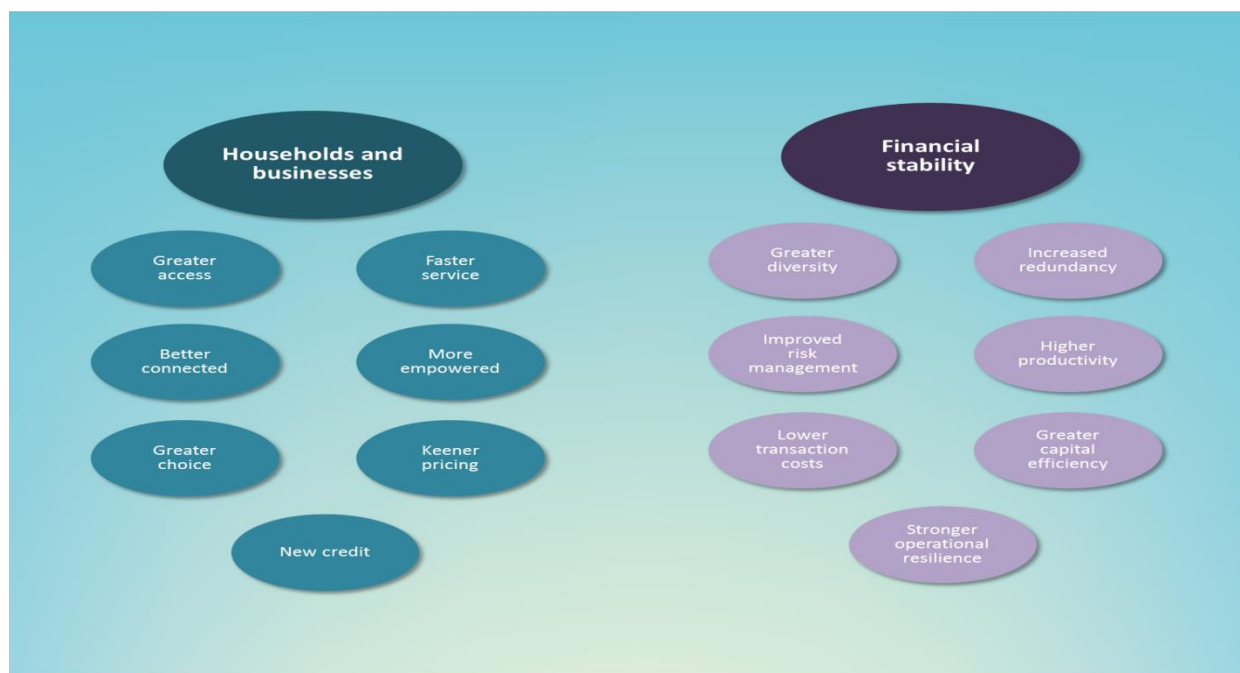 Households and
businesses
Greater
access
Faster
service
Better
connected
More
empowered
Greater
choice
Keener
pricing
New credit
Financial
stability
Greater
diversity
Increased
redundancy
Improved
risk
management
Higher
productivity
Lower
transaction
costs
Greater
capital
efficiency
Stronger
operational
resilience